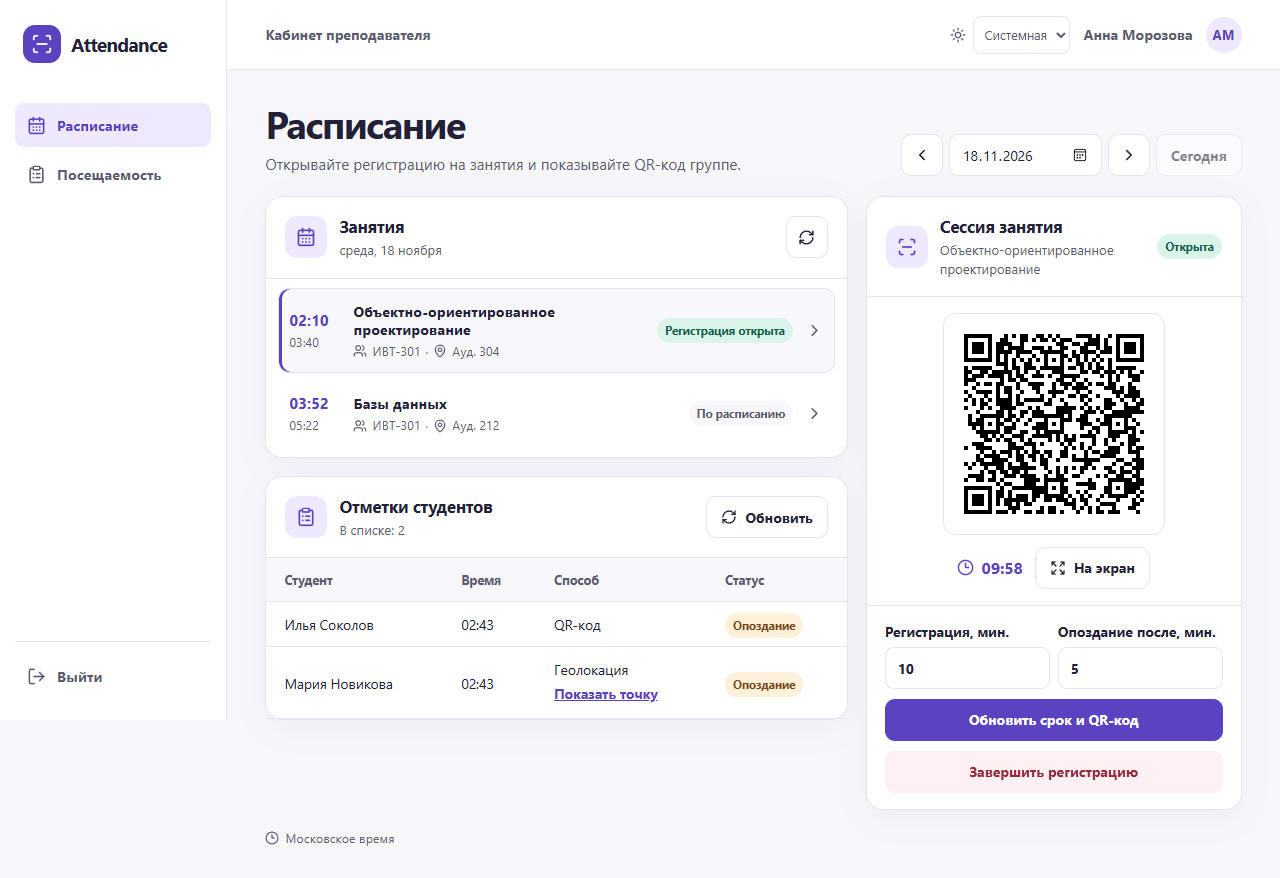 Attendance
Кабинет преподавателя
Системная
Анна Морозова
АМ
Расписание
Посещаемость
Выйти
Расписание
Открывайте регистрацию на занятия и показывайте QR-код группе.
18.11.2026
Сегодня
Занятия
среда, 18 ноября
02:10
03:40
Объектно-ориентированное
проектирование
ИВТ-301 · Ауд. 304
Регистрация открыта
03:52
05:22
Базы данных
ИВТ-301 · Ауд. 212
По расписанию
Отметки студентов
В списке: 2
Обновить
Студент Время Способ Статус
Илья Соколов 02:43 QR-код Опоздание
Мария Новикова 02:43 Геолокация Опоздание
Показать точку
Сессия занятия
Объектно-ориентированное
проектирование
Открыта
09:58
На экран
Регистрация, мин. Опоздание после, мин.
10 5
Обновить срок и QR-код
Завершить регистрацию
Московское время